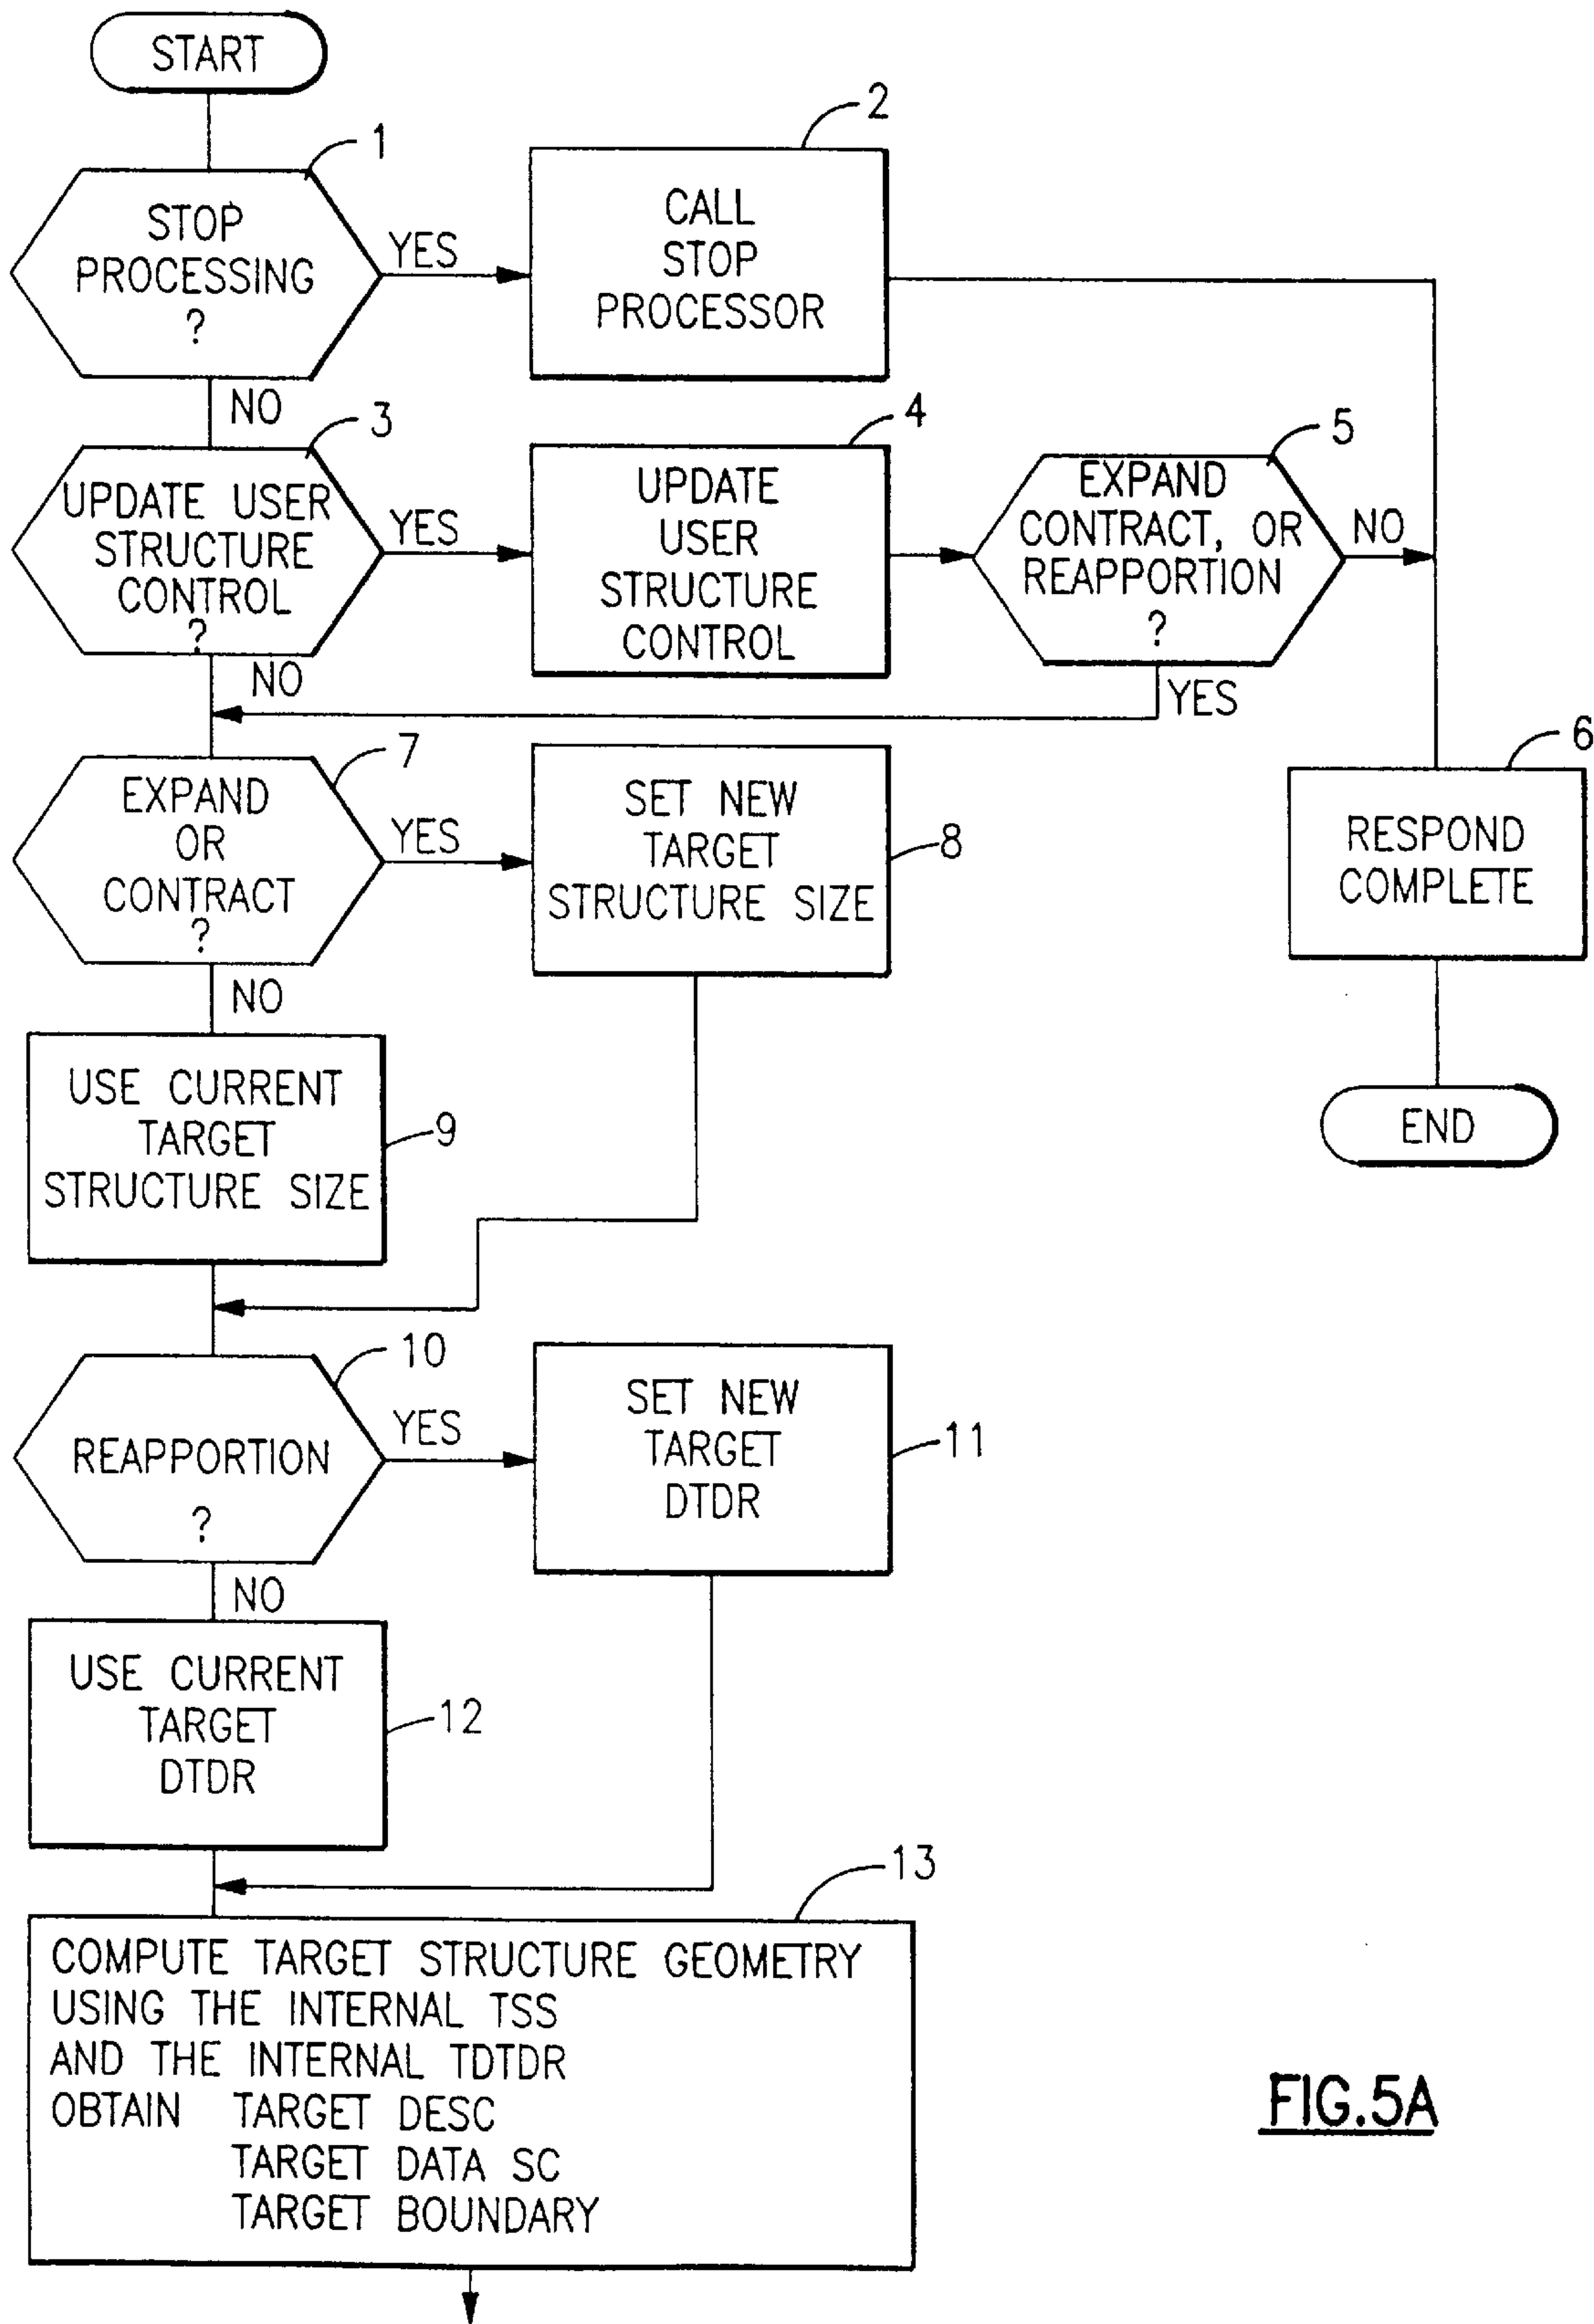 START
1
STOP
PROCESSING
?
YES
2
CALL
STOP
PROCESSOR
NO
3
UPDATE USER
STRUCTURE
CONTROL
?
YES
4
UPDATE
USER
STRUCTURE
CONTROL
5
EXPAND
CONTRACT, OR
REAPPORTION
?
NO
YES
NO
6
RESPOND
COMPLETE
END
7
EXPAND
OR
CONTRACT
?
YES
8
SET NEW
TARGET
STRUCTURE SIZE
NO
9
USE CURRENT
TARGET
STRUCTURE SIZE
10
REAPPORTION
?
YES
11
SET NEW
TARGET
DTDR
NO
12
USE CURRENT
TARGET
DTDR
13
COMPUTE TARGET STRUCTURE GEOMETRY
USING THE INTERNAL TSS
AND THE INTERNAL TDTDR
OBTAIN TARGET DESC
TARGET DATA SC
TARGET BOUNDARY
FIG.5A